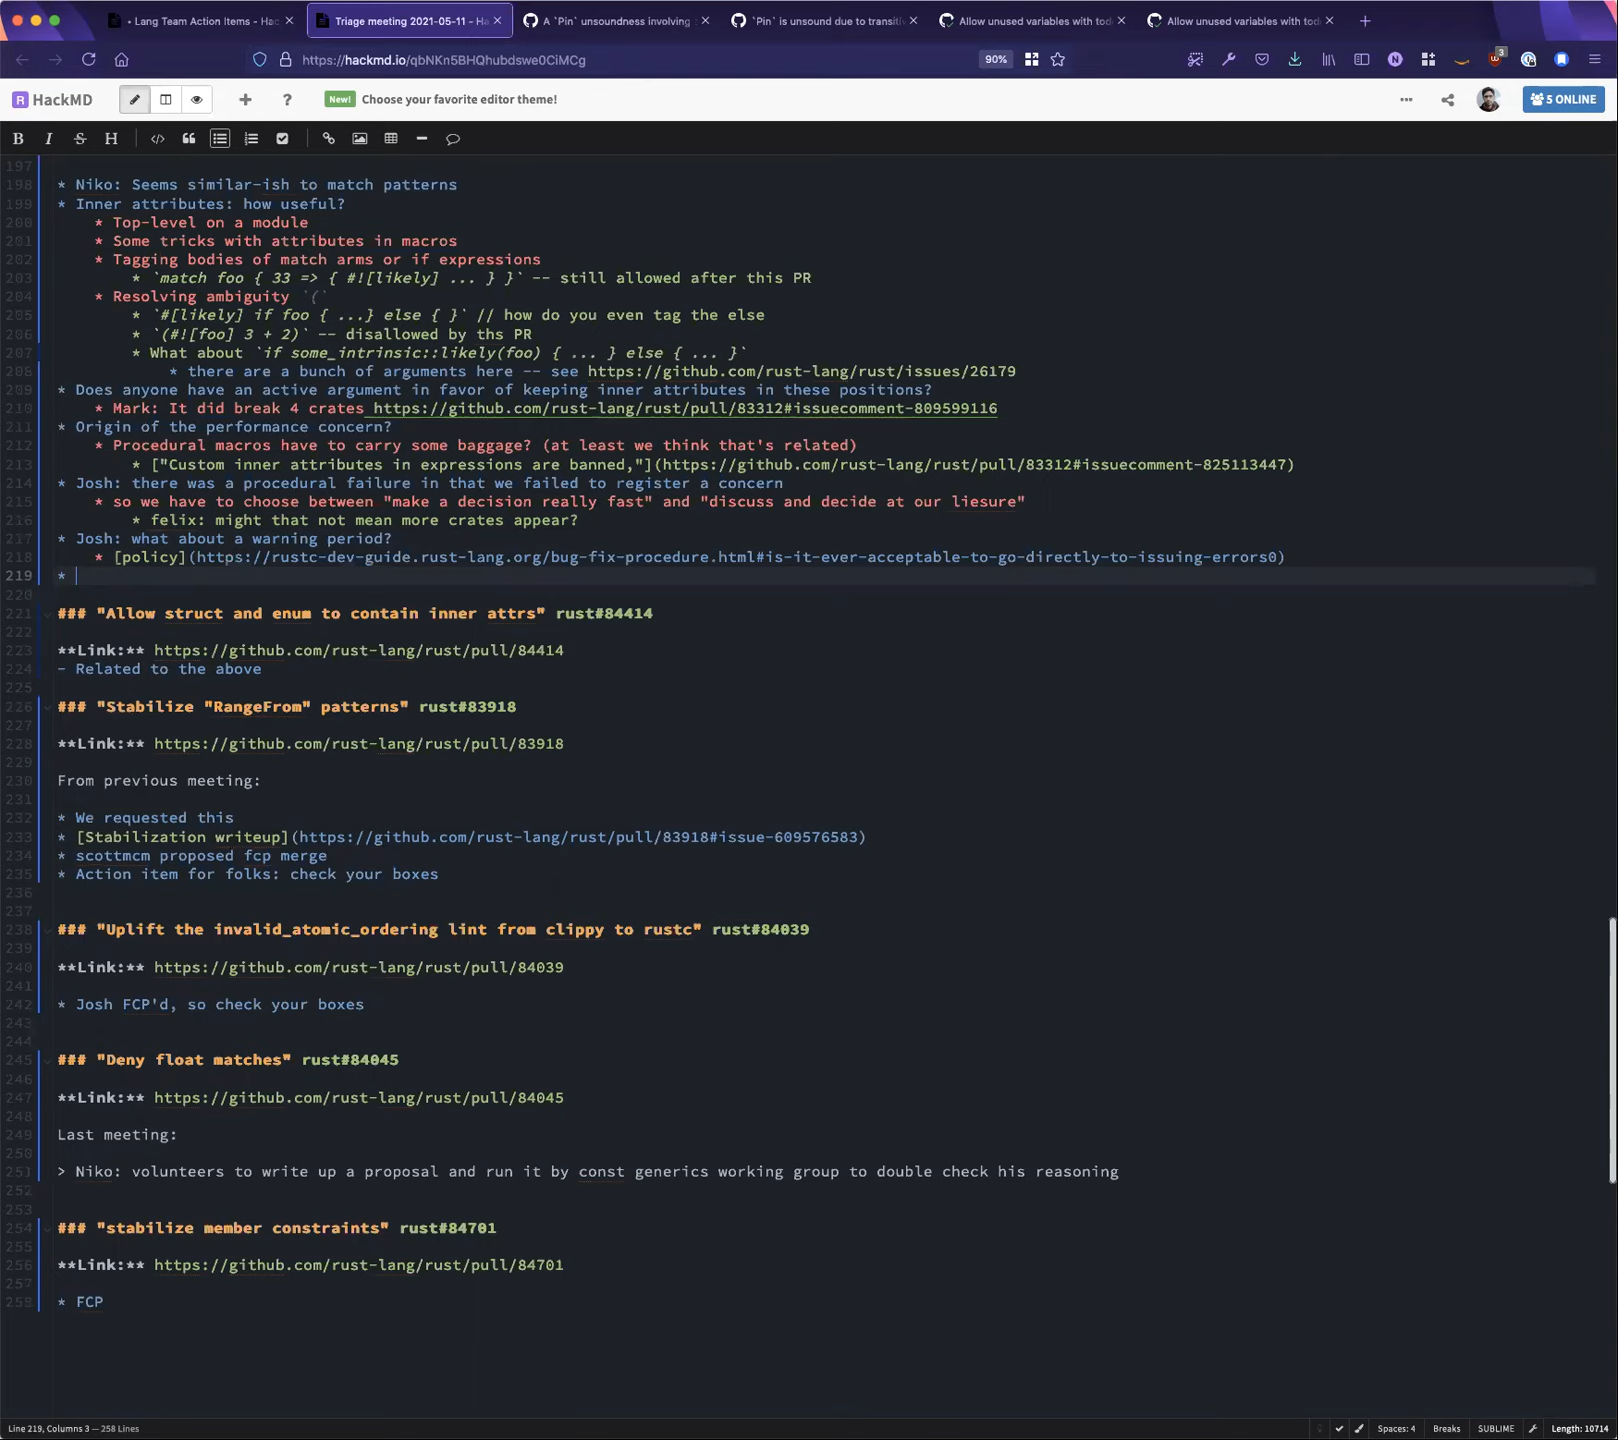 • Lang Team Action Items - Hac
Triage meeting 2021-05-11 - Ha
A `Pin` unsoundness involving
`Pin` is unsound due to transitiv
Allow unused variables with tod
Allow unused variables with tod
https://hackmd.io/qbNKn5BHQhubdswe0CiMCg
90%
3
HackMD
New! Choose your favorite editor theme!
5 ONLINE
B I S H
197
198 * Niko: Seems similar-ish to match patterns
199 * Inner attributes: how useful?
200 * Top-level on a module
201 * Some tricks with attributes in macros
202 * Tagging bodies of match arms or if expressions
203 * `match foo { 33 => { #![likely] ... } }` -- still allowed after this PR
204 * Resolving ambiguity `(`
205 * `#[likely] if foo { ...} else { }` // how do you even tag the else
206 * `(#![foo] 3 + 2)` -- disallowed by ths PR
207 * What about `if some_intrinsic::likely(foo) { ... } else { ... }`
208 * there are a bunch of arguments here -- see https://github.com/rust-lang/rust/issues/26179
209 * Does anyone have an active argument in favor of keeping inner attributes in these positions?
210 * Mark: It did break 4 crates https://github.com/rust-lang/rust/pull/83312#issuecomment-809599116
211 * Origin of the performance concern?
212 * Procedural macros have to carry some baggage? (at least we think that's related)
213 * ["Custom inner attributes in expressions are banned,"](https://github.com/rust-lang/rust/pull/83312#issuecomment-825113447)
214 * Josh: there was a procedural failure in that we failed to register a concern
215 * so we have to choose between "make a decision really fast" and "discuss and decide at our liesure"
216 * felix: might that not mean more crates appear?
217 * Josh: what about a warning period?
218 * [policy](https://rustc-dev-guide.rust-lang.org/bug-fix-procedure.html#is-it-ever-acceptable-to-go-directly-to-issuing-errors0)
219 *
220
221 ### "Allow struct and enum to contain inner attrs" rust#84414
222
223 **Link:** https://github.com/rust-lang/rust/pull/84414
224 - Related to the above
225
226 ### "Stabilize "RangeFrom" patterns" rust#83918
227
228 **Link:** https://github.com/rust-lang/rust/pull/83918
229
230 From previous meeting:
231
232 * We requested this
233 * [Stabilization writeup](https://github.com/rust-lang/rust/pull/83918#issue-609576583)
234 * scottmcm proposed fcp merge
235 * Action item for folks: check your boxes
236
237
238 ### "Uplift the invalid_atomic_ordering lint from clippy to rustc" rust#84039
239
240 **Link:** https://github.com/rust-lang/rust/pull/84039
241
242 * Josh FCP'd, so check your boxes
243
244
245 ### "Deny float matches" rust#84045
246
247 **Link:** https://github.com/rust-lang/rust/pull/84045
248
249 Last meeting:
250
251 > Niko: volunteers to write up a proposal and run it by const generics working group to double check his reasoning
252
253
254 ### "stabilize member constraints" rust#84701
255
256 **Link:** https://github.com/rust-lang/rust/pull/84701
257
258 * FCP
Line 219, Columns 3 — 258 Lines
Spaces: 4
Breaks
SUBLIME
Length: 10714